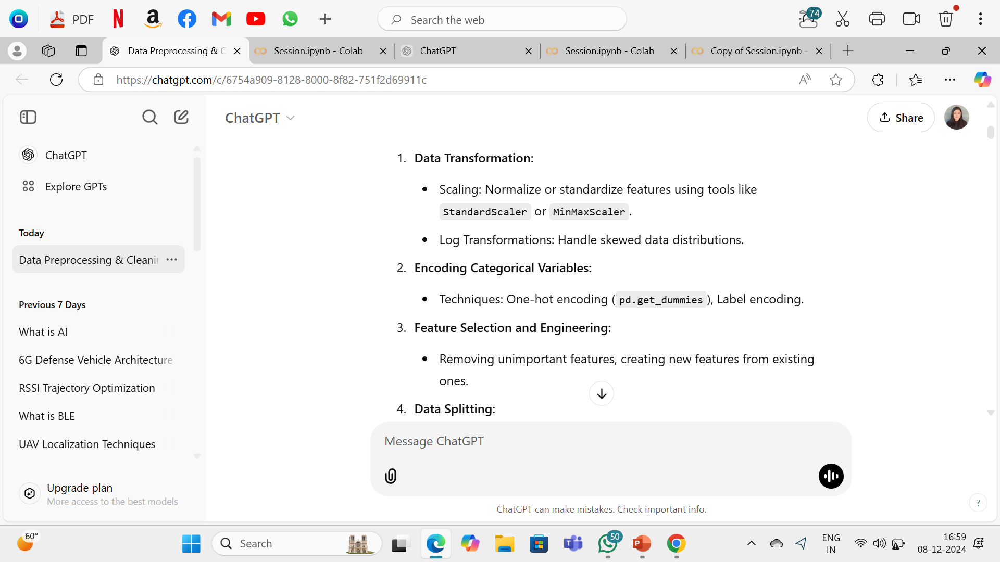 PDF
N
a
Search the web
74
Data Preprocessing & C
Session.ipynb - Colab
ChatGPT
Session.ipynb - Colab
Copy of Session.ipynb -
https://chatgpt.com/c/6754a909-8128-8000-8f82-751f2d69911c
ChatGPT
Share
ChatGPT
Explore GPTs
Today
Data Preprocessing & Cleanin
Previous 7 Days
What is AI
6G Defense Vehicle Architecture
RSSI Trajectory Optimization
What is BLE
UAV Localization Techniques
Upgrade plan
More access to the best models
1. Data Transformation:
Scaling: Normalize or standardize features using tools like
StandardScaler or MinMaxScaler.
Log Transformations: Handle skewed data distributions.
2. Encoding Categorical Variables:
Techniques: One-hot encoding (pd.get_dummies), Label encoding.
3. Feature Selection and Engineering:
Removing unimportant features, creating new features from existing
ones.
4. Data Splitting:
Message ChatGPT
ChatGPT can make mistakes. Check important info.
?
60°
Search
50
ENG
IN
16:59
08-12-2024